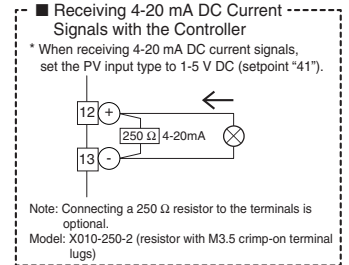 ■ Receiving 4-20 mA DC Current
Signals with the Controller
* When receiving 4-20 mA DC current signals,
set the PV input type to 1-5 V DC (setpoint "41").
12 +
250 Ω 4-20mA
13 -
Note: Connecting a 250 Ω resistor to the terminals is
optional.
Model: X010-250-2 (resistor with M3.5 crimp-on terminal
lugs)